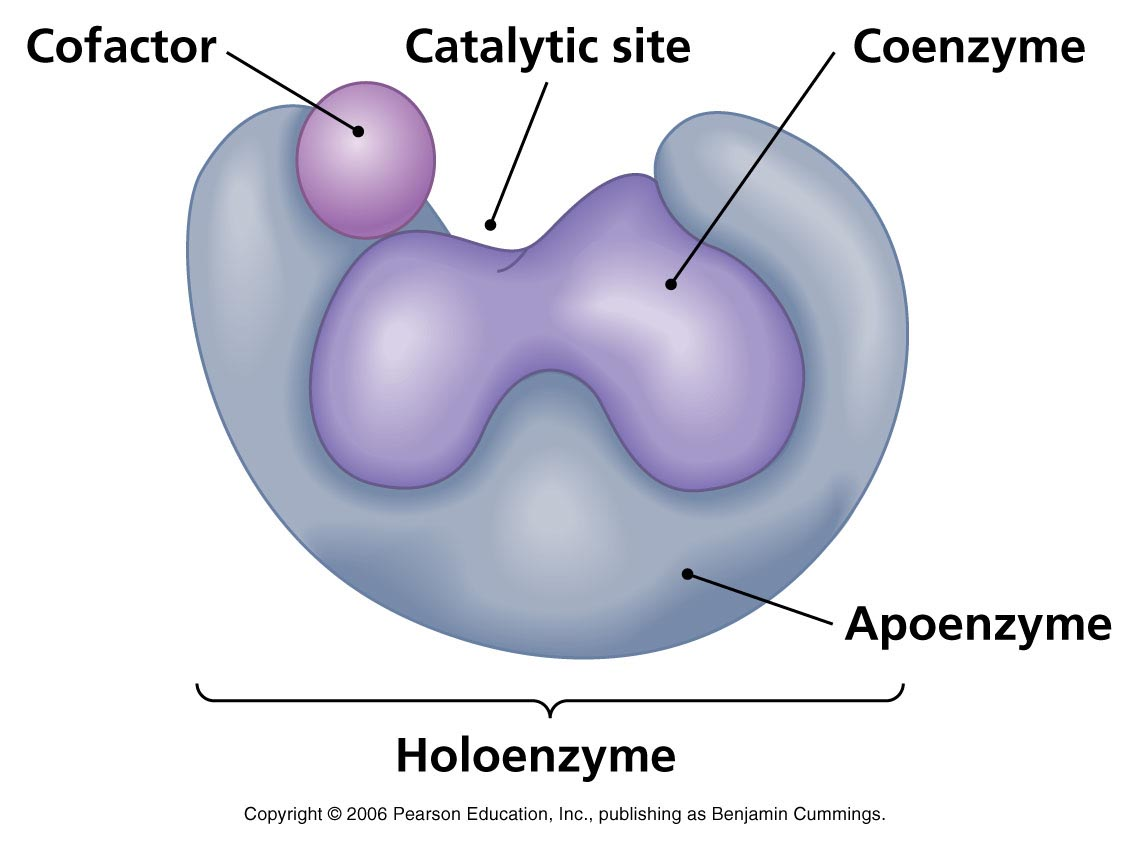 Cofactor
Catalytic site
Coenzyme
Apoenzyme
Holoenzyme
Copyright © 2006 Pearson Education, Inc., publishing as Benjamin Cummings.